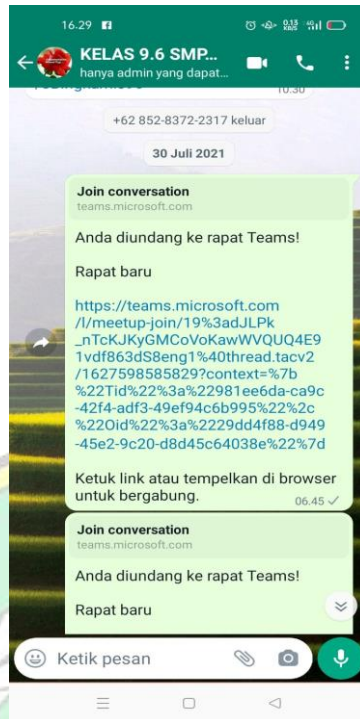 16.29
0,13
KB/S
KELAS 9.6 SMP...
hanya admin yang dapat...
10.30
+62 852-8372-2317 keluar
30 Juli 2021
Join conversation
teams.microsoft.com
Anda diundang ke rapat Teams!
Rapat baru
https://teams.microsoft.com
/l/meetup-join/19%3adJLPk
_nTcKJKyGMCoVoKawWVQUQ4E9
1vdf863dS8eng1%40thread.tacv2
/1627598585829?context=%7b
%22Tid%22%3a%22981ee6da-ca9c
-42f4-adf3-49ef94c6b995%22%2c
%22Oid%22%3a%2229dd4f88-d949
-45e2-9c20-d8d45c64038e%22%7d
Ketuk link atau tempelkan di browser
untuk bergabung.
06.45
Join conversation
teams.microsoft.com
Anda diundang ke rapat Teams!
Rapat baru
Ketik pesan